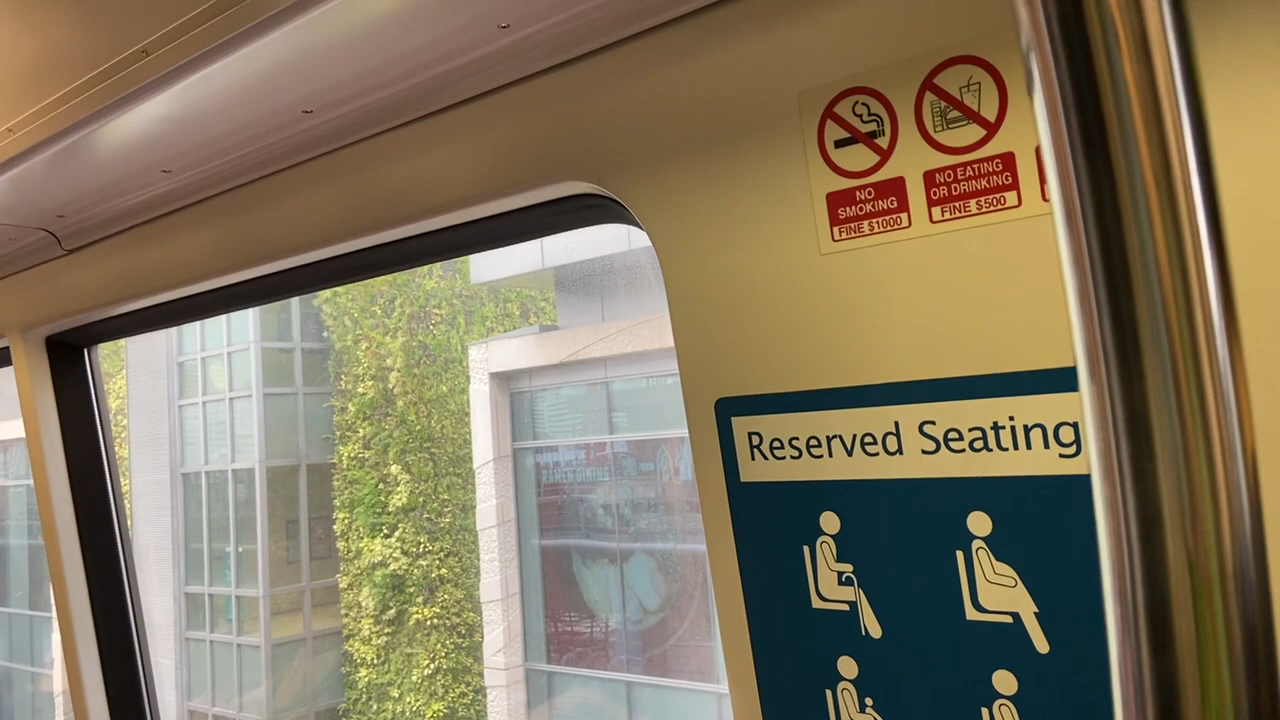 NO
SMOKING
FINE $1000
NO EATING
OR DRINKING
FINE $500
Reserved Seating